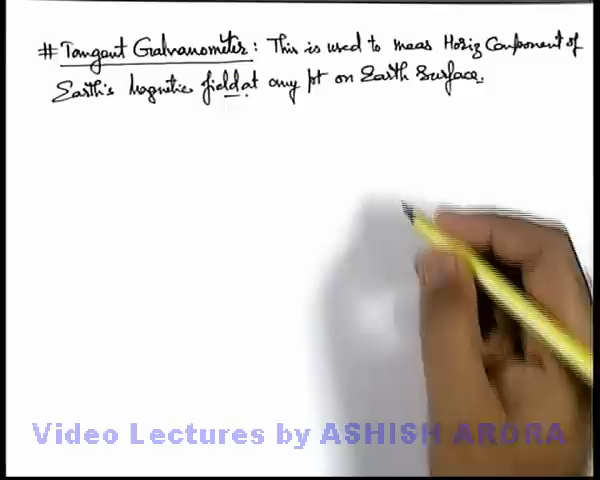 # Tangent Galvanometer : This is used to meas Horiz Component of
Earth's Magnetic field at any pt on Earth Surface.
Video Lectures by ASHISH ARORA